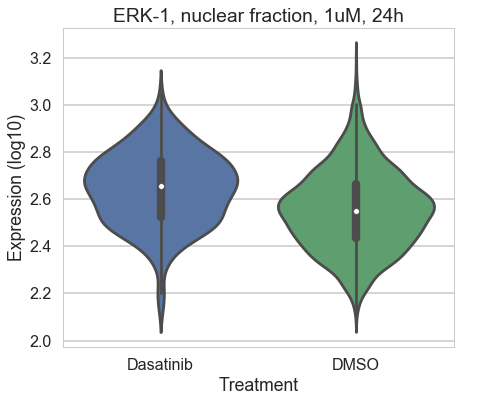 ERK-1, nuclear fraction, 1uM, 24h
Expression (log10)
3.2
3.0
2.8
2.6
2.4
2.2
2.0
Dasatinib DMSO
Treatment